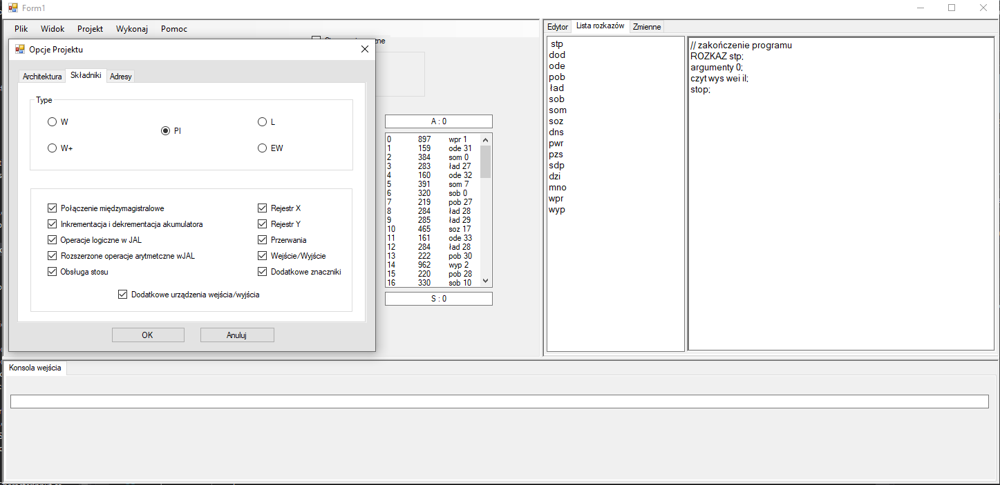 Form1
Plik Widok Projekt Wykonaj Pomoc
Opcje Projektu
Architektura Składniki Adresy
Type
W
PI
L
W+
EW
Połączenie międzymagistralowe
Inkrementacja i dekrementacja akumulatora
Operacje logiczne w JAL
Rozszerzone operacje arytmetczne wJAL
Obsługa stosu
Rejestr X
Rejestr Y
Przerwania
Wejście/Wyjście
Dodatkowe znaczniki
Dodatkowe urządzenia wejścia/wyjścia
OK Anuluj
A : 0
0 897 wpr 1
1 159 ode 31
2 384 som 0
3 283 ład 27
4 160 ode 32
5 391 som 7
6 320 sob 0
7 219 pob 27
8 284 ład 28
9 285 ład 29
10 465 soz 17
11 161 ode 33
12 284 ład 28
13 222 pob 30
14 962 wyp 2
15 220 pob 28
16 330 sob 10
S : 0
Edytor Lista rozkazów Zmienne
stp
dod
ode
pob
ład
sob
som
soz
dns
pwr
pzs
sdp
dzi
mno
wpr
wyp
// zakończenie programu
ROZKAZ stp;
argumenty 0;
czyt wys wei il;
stop;
Konsola wejścia